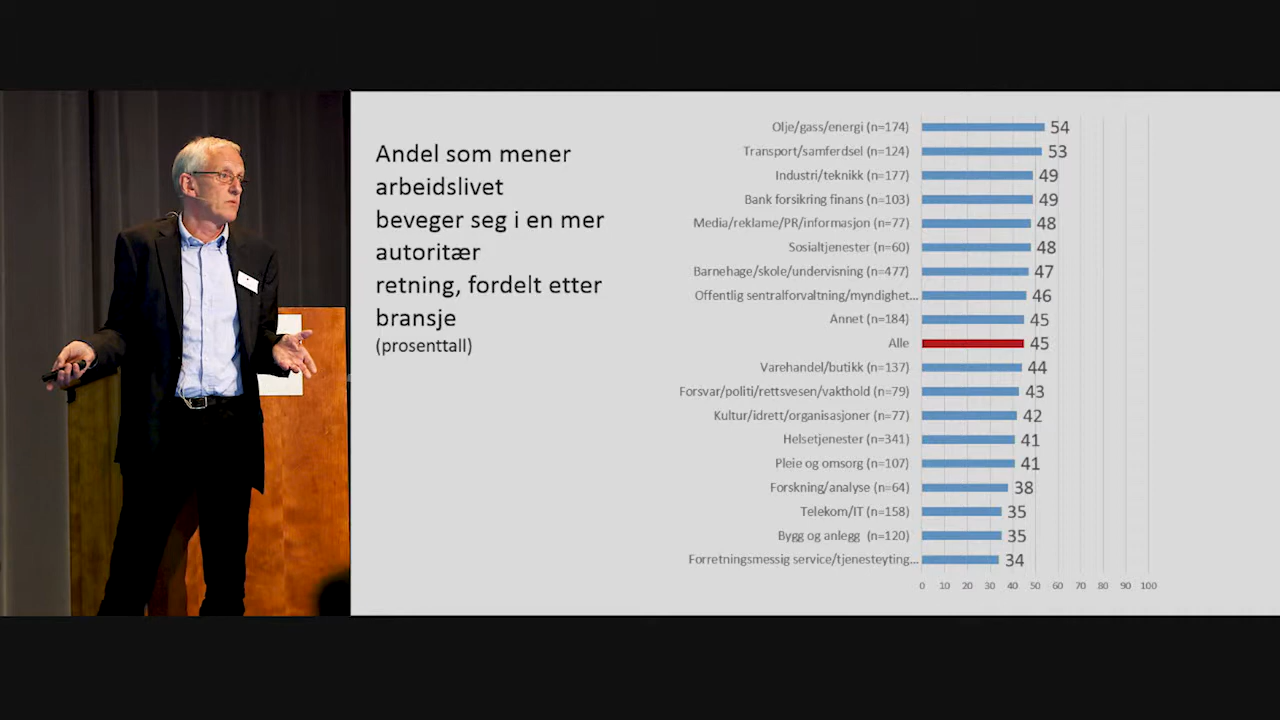 Andel som mener
arbeidslivet
beveger seg i en mer
autoritær
retning, fordelt etter
bransje
(prosenttall)
Olje/gass/energi (n=174) 54
Transport/samferdsel (n=124) 53
Industri/teknikk (n=177) 49
Bank forsikring finans (n=103) 49
Media/reklame/PR/informasjon (n=77) 48
Sosialtjenester (n=60) 48
Barnehage/skole/undervisning (n=477) 47
Offentlig sentralforvaltning/myndighet... 46
Annet (n=184) 45
Alle 45
Varehandel/butikk (n=137) 44
Forsvar/politi/rettsvesen/vakthold (n=79) 43
Kultur/idrett/organisasjoner (n=77) 42
Helsetjenester (n=341) 41
Pleie og omsorg (n=107) 41
Forskning/analyse (n=64) 38
Telekom/IT (n=158) 35
Bygg og anlegg (n=120) 35
Forretningsmessig service/tjenesteyting... 34
0 10 20 30 40 50 60 70 80 90 100